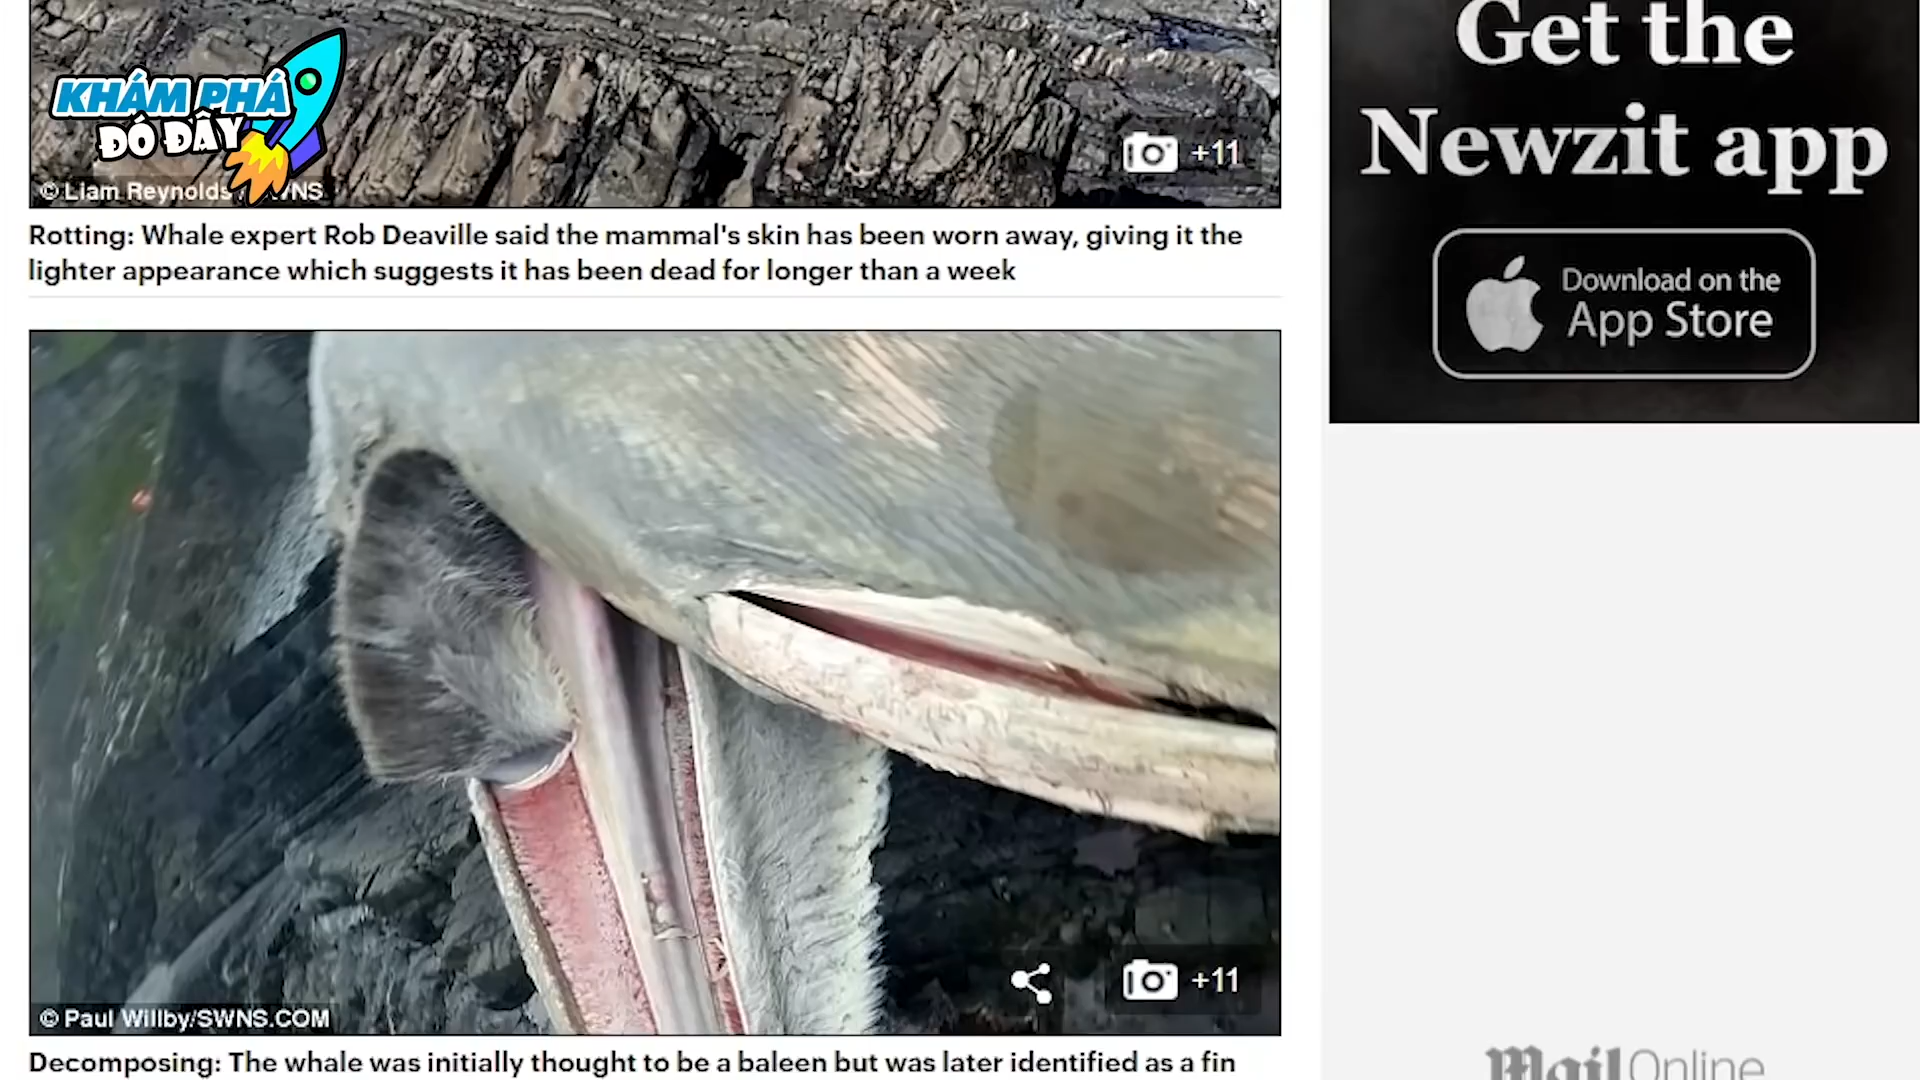 KHÁM PHÁ
ĐÓ ĐÂY
+11
© Liam Reynolds
Rotting: Whale expert Rob Deaville said the mammal's skin has been worn away, giving it the
lighter appearance which suggests it has been dead for longer than a week
+11
© Paul Willby/SWNS.COM
Decomposing: The whale was initially thought to be a baleen but was later identified as a fin
Get the
Newzit app
Download on the
App Store
Mail Online